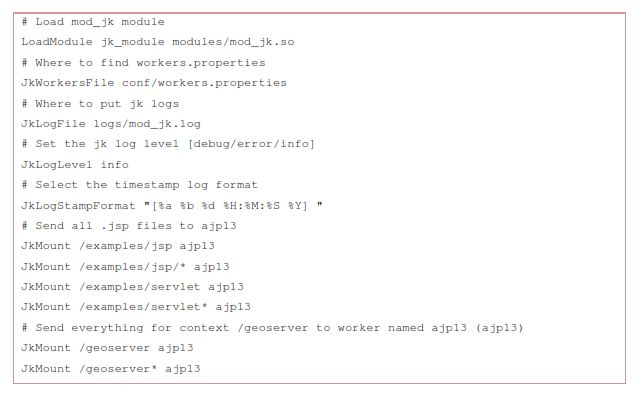 # Load mod_jk module
LoadModule jk_module modules/mod_jk.so
# Where to find workers.properties
JkWorkersFile conf/workers.properties
# Where to put jk logs
JkLogFile logs/mod_jk.log
# Set the jk log level [debug/error/info]
JkLogLevel info
# Select the timestamp log format
JkLogStampFormat "[%a %b %d %H:%M:%S %Y] "
# Send all .jsp files to ajp13
JkMount /examples/jsp ajp13
JkMount /examples/jsp/* ajp13
JkMount /examples/servlet ajp13
JkMount /examples/servlet* ajp13
# Send everything for context /geoserver to worker named ajp13 (ajp13)
JkMount /geoserver ajp13
JkMount /geoserver* ajp13